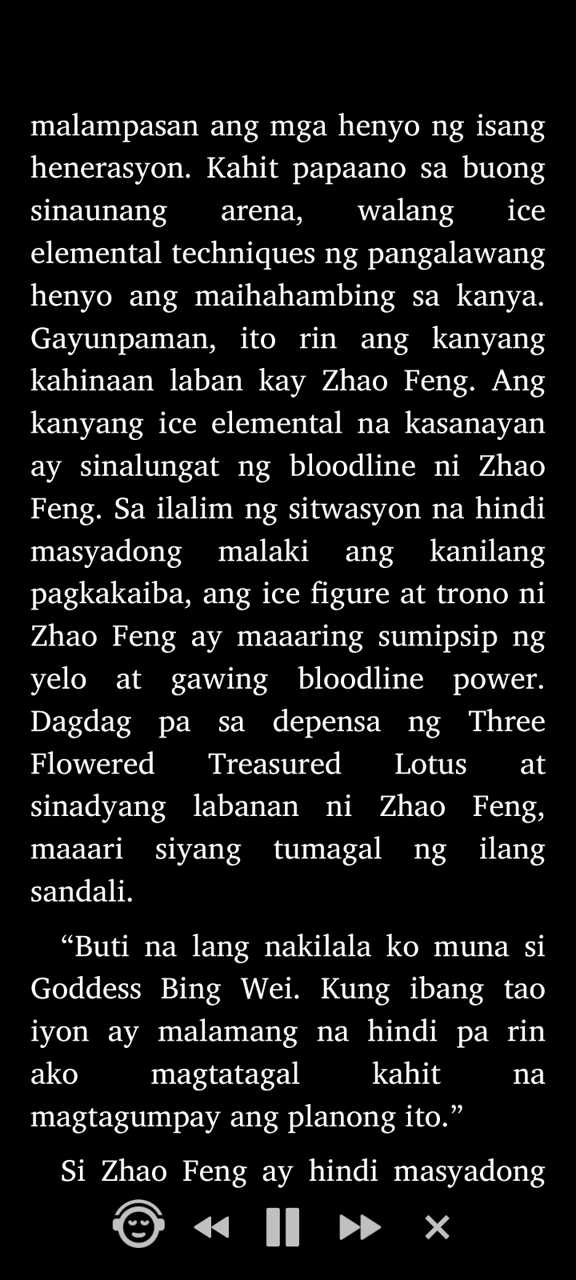 malampasan ang mga henyo ng isang
henerasyon. Kahit papaano sa buong
sinaunang arena, walang ice
elemental techniques ng pangalawang
henyo ang maihahambing sa kanya.
Gayunpaman, ito rin ang kanyang
kahinaan laban kay Zhao Feng. Ang
kanyang ice elemental na kasanayan
ay sinalungat ng bloodline ni Zhao
Feng. Sa ilalim ng sitwasyon na hindi
masyadong malaki ang kanilang
pagkakaiba, ang ice figure at trono ni
Zhao Feng ay maaaring sumipsip ng
yelo at gawing bloodline power.
Dagdag pa sa depensa ng Three
Flowered Treasured Lotus at
sinadyang labanan ni Zhao Feng,
maaari siyang tumagal ng ilang
sandali.
“Buti na lang nakilala ko muna si
Goddess Bing Wei. Kung ibang tao
iyon ay malamang na hindi pa rin
ako magtatagal kahit na
magtagumpay ang planong ito.”
Si Zhao Feng ay hindi masyadong